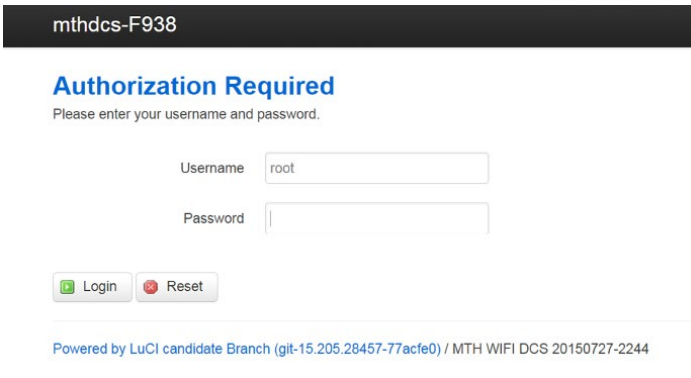 mthdcs-F938
Authorization Required
Please enter your username and password.
Username root
Password
Login Reset
Powered by LuCI candidate Branch (git-15.205.28457-77acfe0) / MTH WIFI DCS 20150727-2244